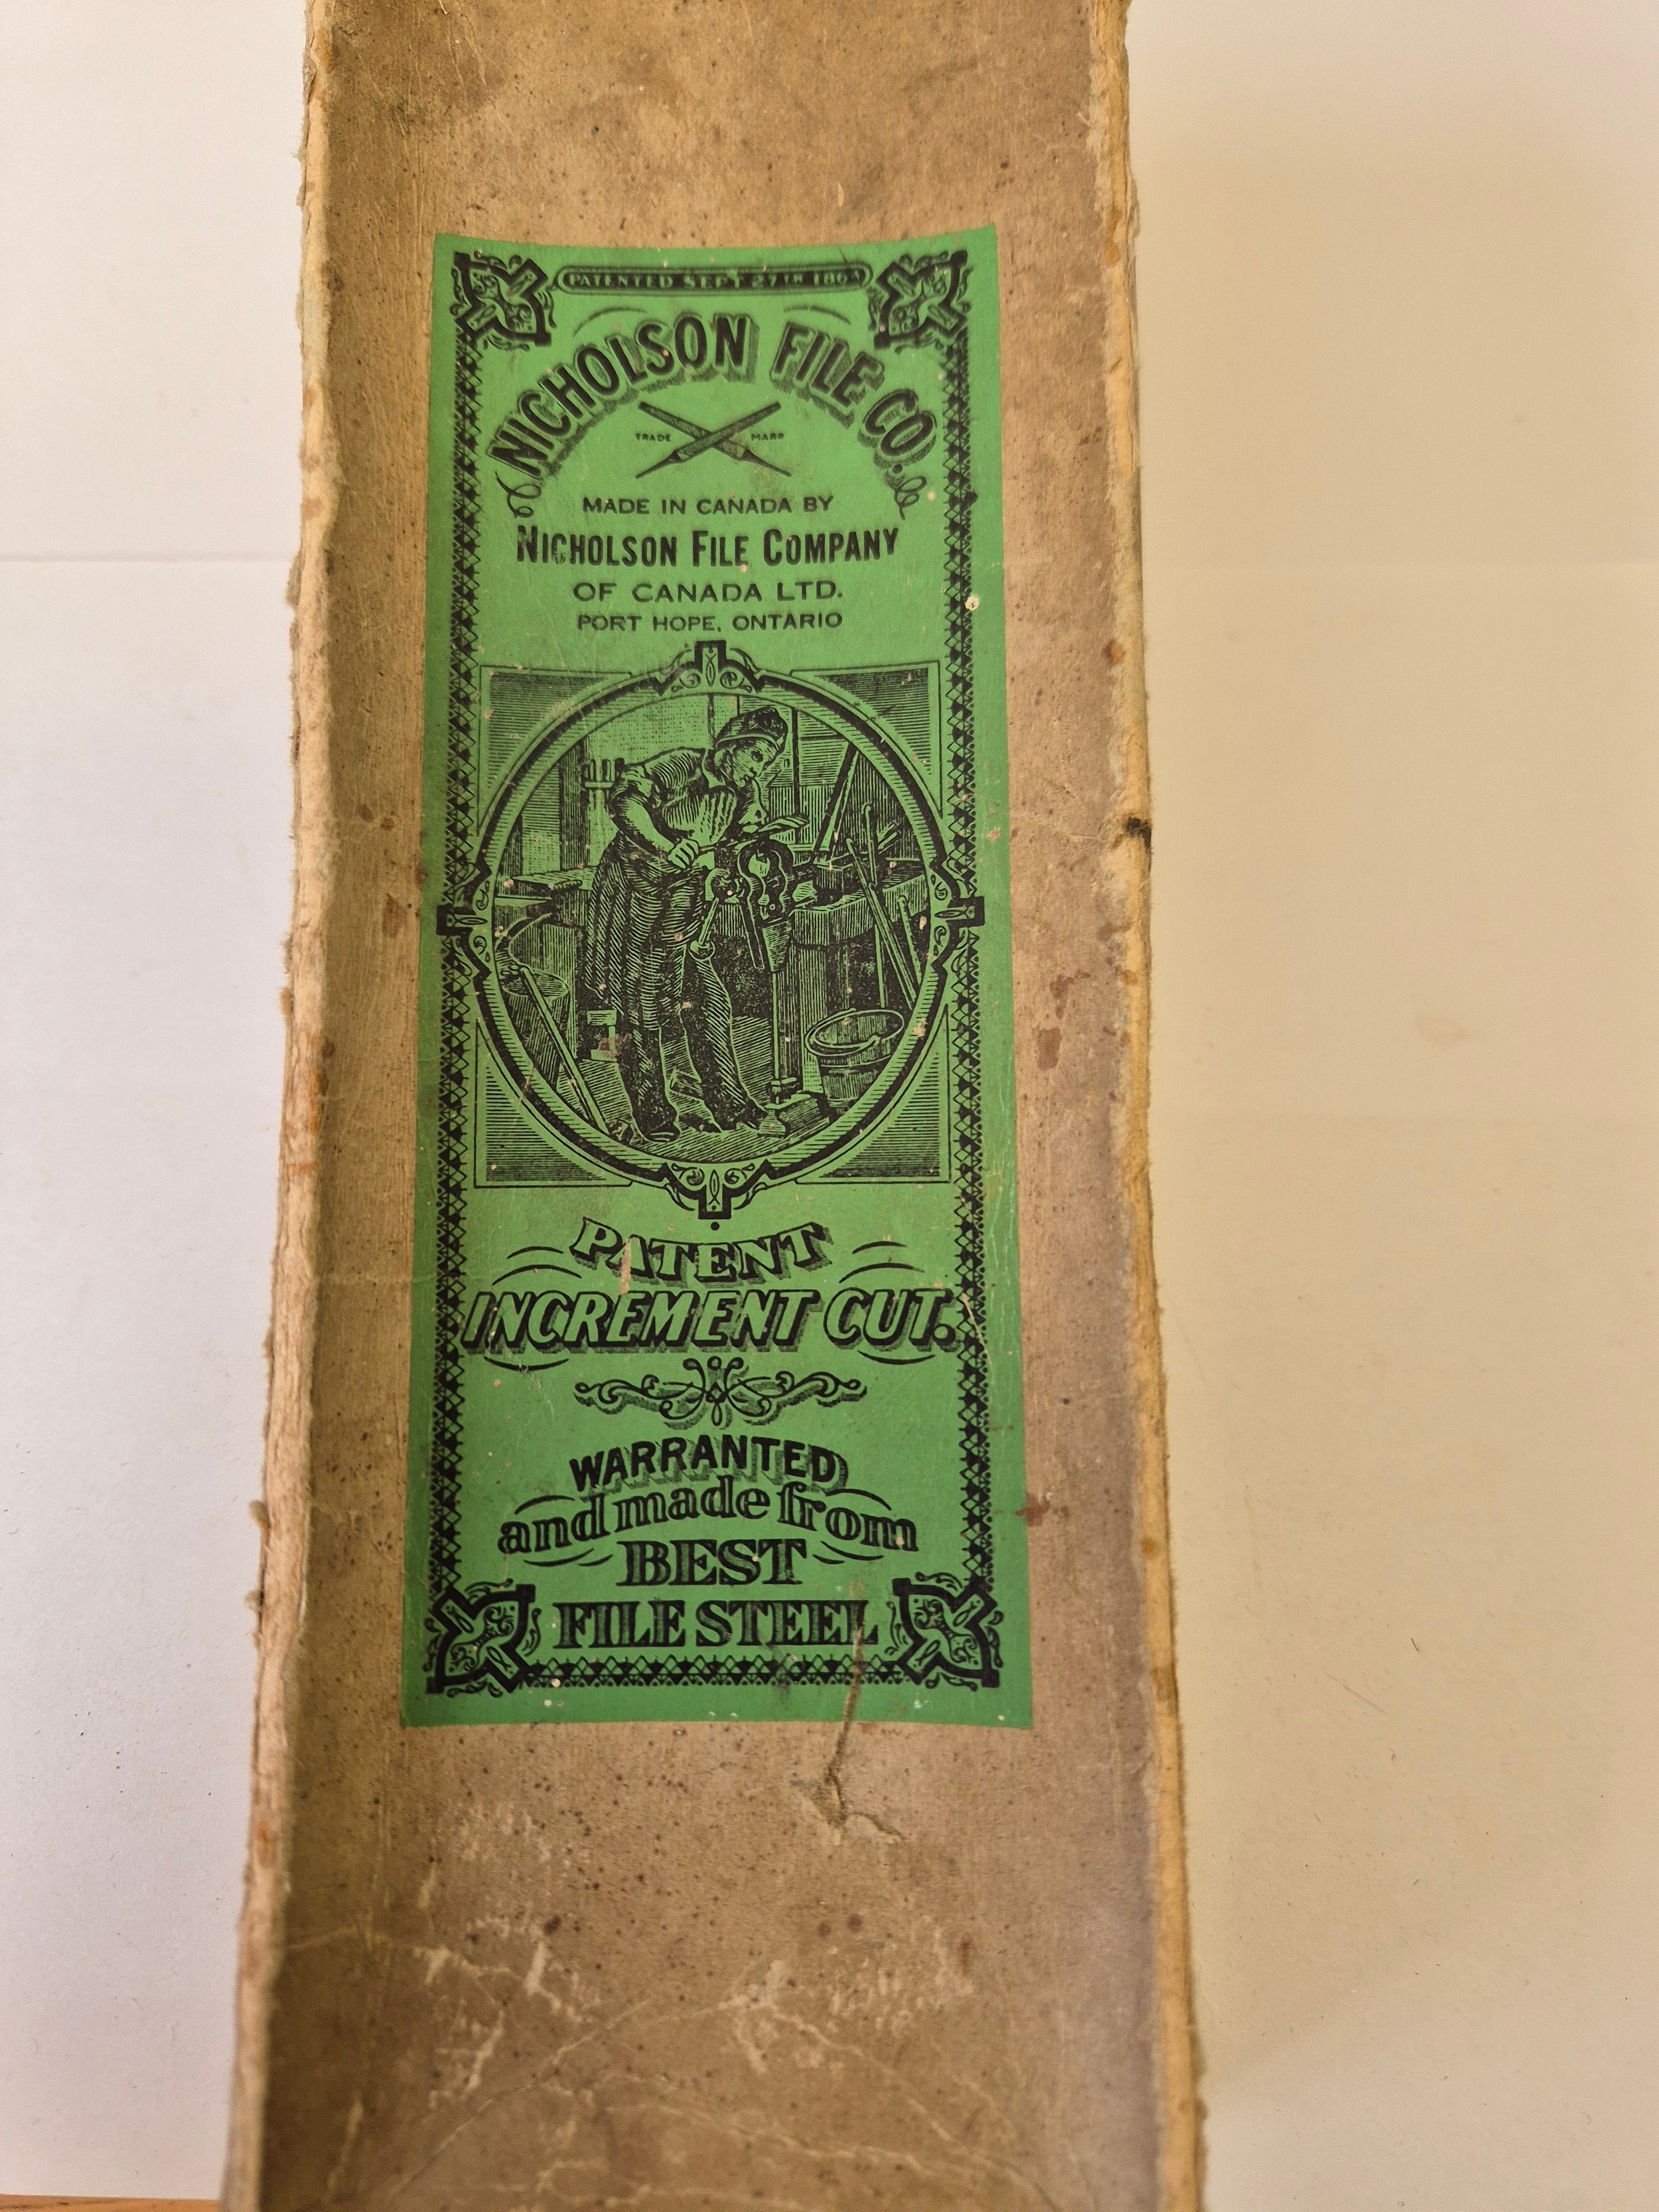 PATENTED SEPT 27TH 1864
NICHOLSON FILE CO.
TRADE MARK
MADE IN CANADA BY
NICHOLSON FILE COMPANY
OF CANADA LTD.
PORT HOPE, ONTARIO
PATENT
INCREMENT CUT.
WARRANTED
and made from
BEST
FILE STEEL